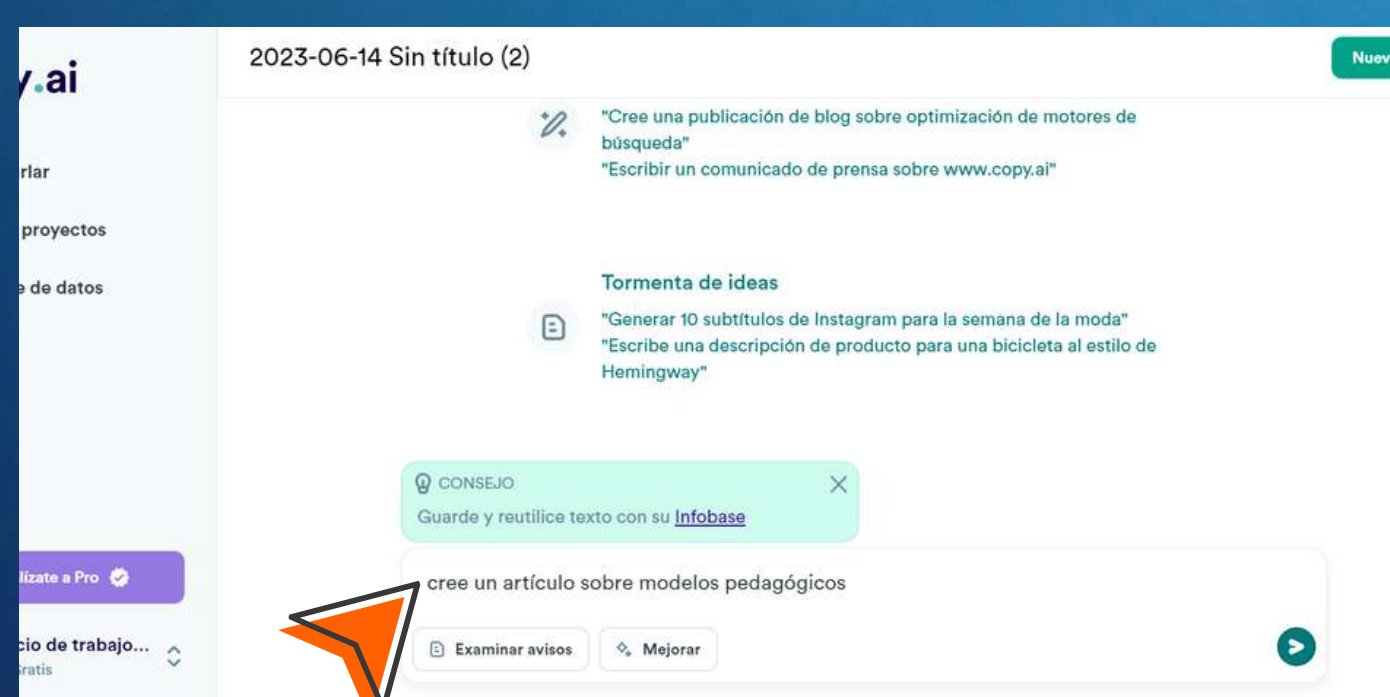 y.ai
2023-06-14 Sin título (2)
Nuev
"Cree una publicación de blog sobre optimización de motores de
búsqueda"
"Escribir un comunicado de prensa sobre www.copy.ai"
rlar
proyectos
e de datos
Tormenta de ideas
"Generar 10 subtítulos de Instagram para la semana de la moda"
"Escribe una descripción de producto para una bicicleta al estilo de
Hemingway"
CONSEJO
Guarde y reutilice texto con su Infobase
cree un artículo sobre modelos pedagógicos
Examinar avisos
Mejorar
lízate a Pro
cio de trabajo...
ratis